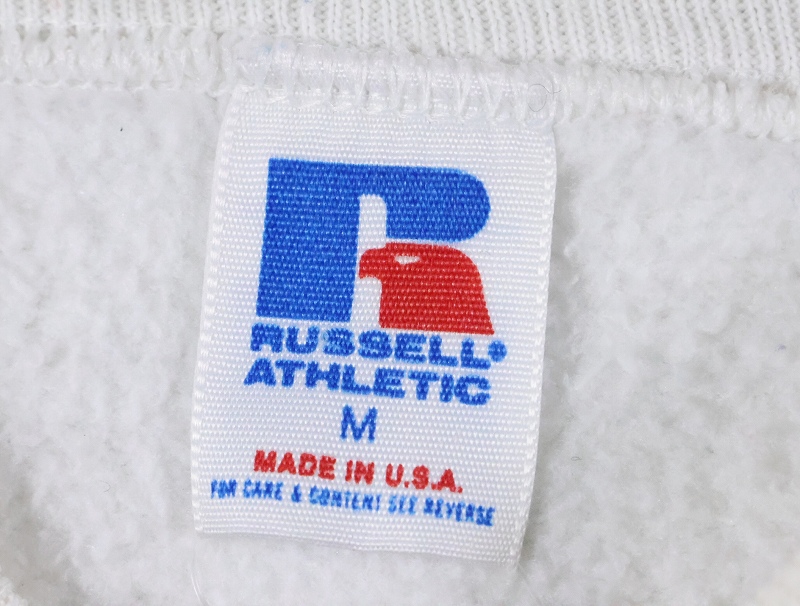 RUSSELL®
ATHLETIC
M
MADE IN U.S.A.
FOR CARE & CONTENT SEE REVERSE